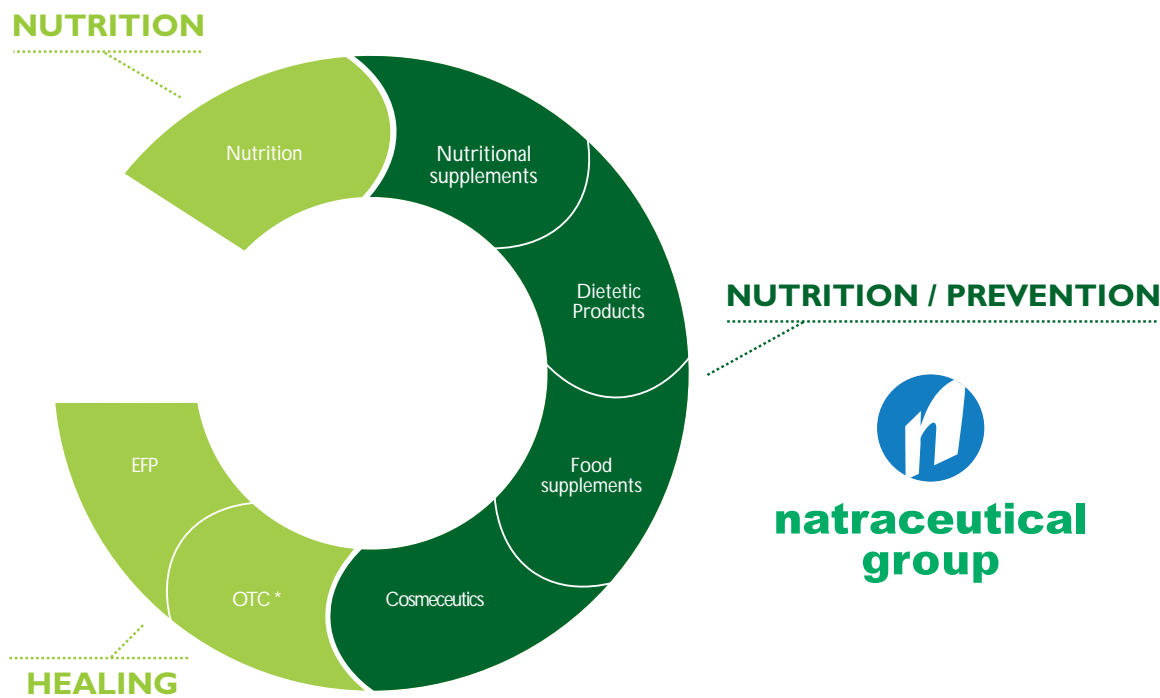 NUTRITION
Nutrition
Nutritional
supplements
Dietetic
Products
NUTRITION / PREVENTION
EFP
Food
supplements
natraceutical
group
OTC *
Cosmeceutics
HEALING